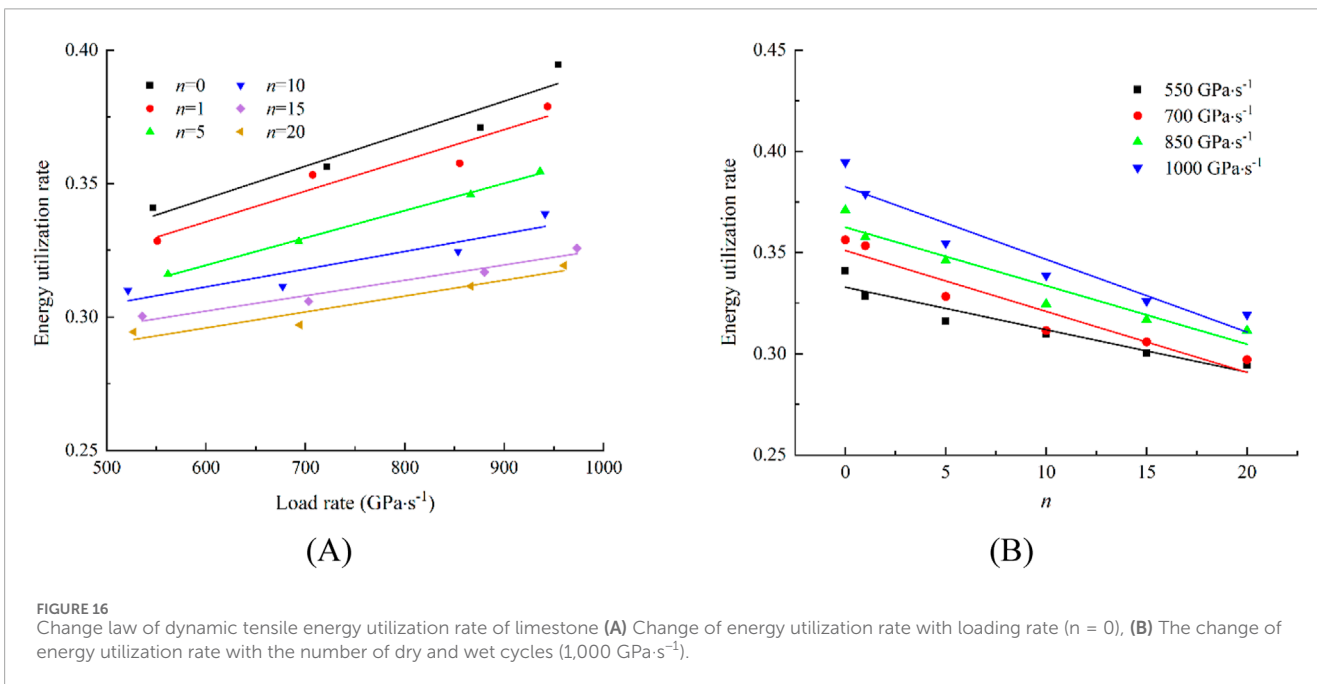 0.40
0.35
0.30
0.25
Energy utilization rate
n=0
n=1
n=5
n=10
n=15
n=20
500 600 700 800 900 1000
Load rate (GPa·s⁻¹)
(A)
0.45
0.40
0.35
0.30
0.25
Energy utilization rate
550 GPa·s⁻¹
700 GPa·s⁻¹
850 GPa·s⁻¹
1000 GPa·s⁻¹
0 5 10 15 20
n
(B)
FIGURE 16
Change law of dynamic tensile energy utilization rate of limestone (A) Change of energy utilization rate with loading rate (n = 0), (B) The change of
energy utilization rate with the number of dry and wet cycles (1,000 GPa·s⁻¹).